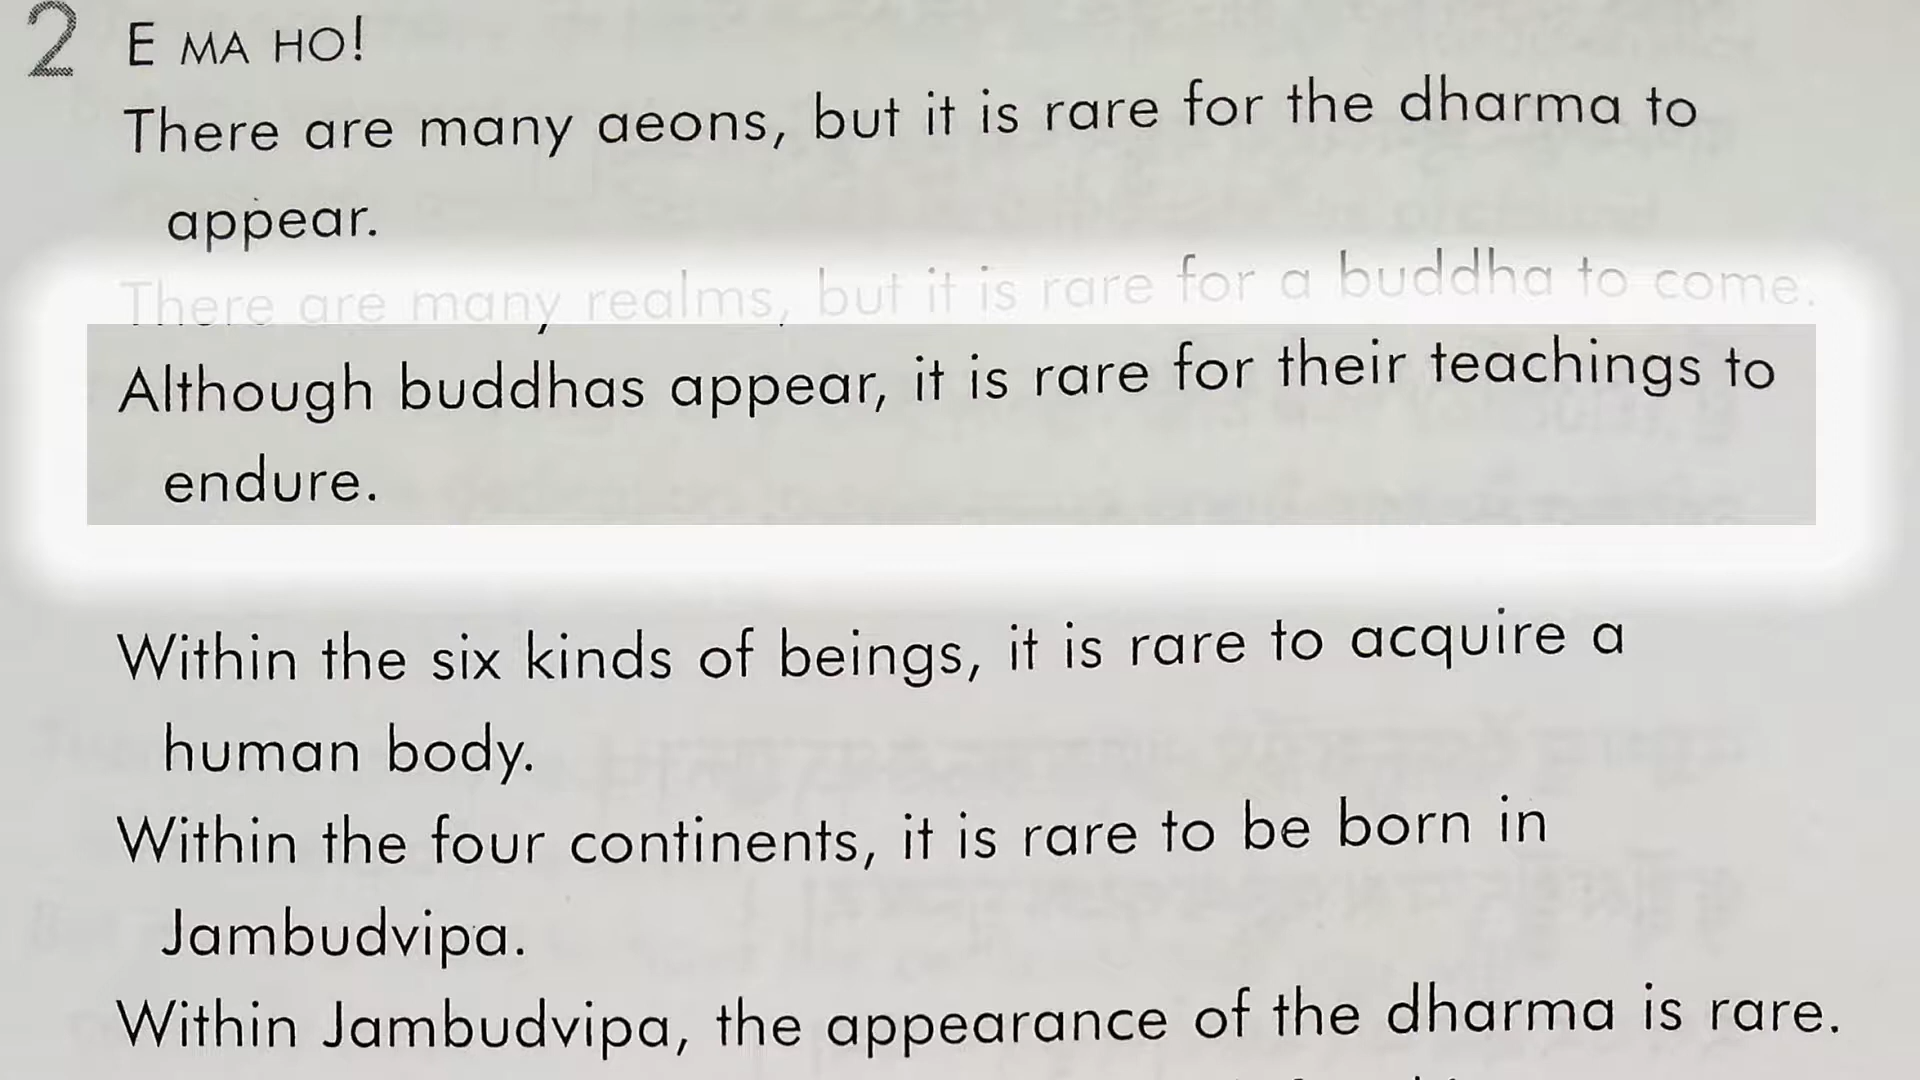 2 E MA HO!
There are many aeons, but it is rare for the dharma to
appear.
There are many realms, but it is rare for a buddha to come.
Although buddhas appear, it is rare for their teachings to
endure.
Within the six kinds of beings, it is rare to acquire a
human body.
Within the four continents, it is rare to be born in
Jambudvipa.
Within Jambudvipa, the appearance of the dharma is rare.